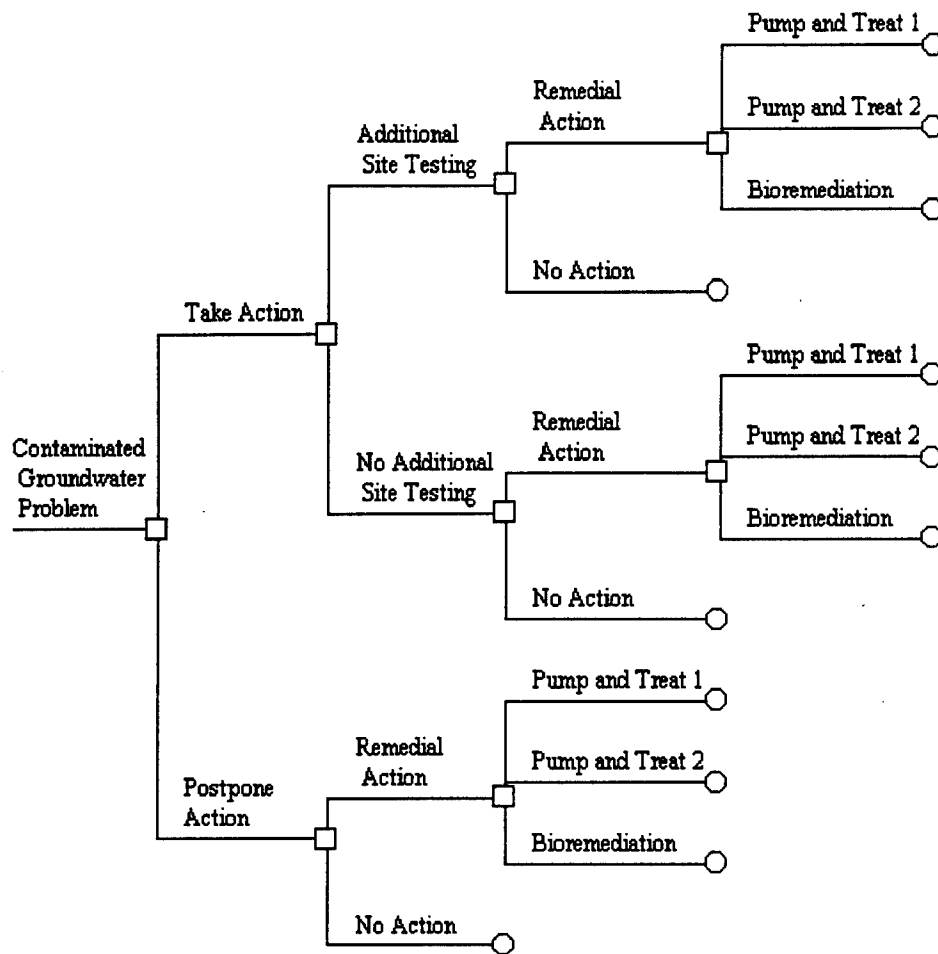 Pump and Treat 1
Remedial
Action
Pump and Treat 2
Additional
Site Testing
Bioremediation
No Action
Take Action
Pump and Treat 1
Remedial
Action
Pump and Treat 2
Contaminated
Groundwater
Problem
No Additional
Site Testing
Bioremediation
No Action
Pump and Treat 1
Remedial
Action
Pump and Treat 2
Postpone
Action
Bioremediation
No Action